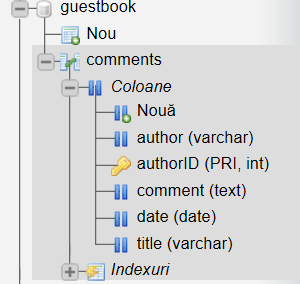 guestbook
Nou
comments
Coloane
Nouă
author (varchar)
authorID (PRI, int)
comment (text)
date (date)
title (varchar)
Indexuri